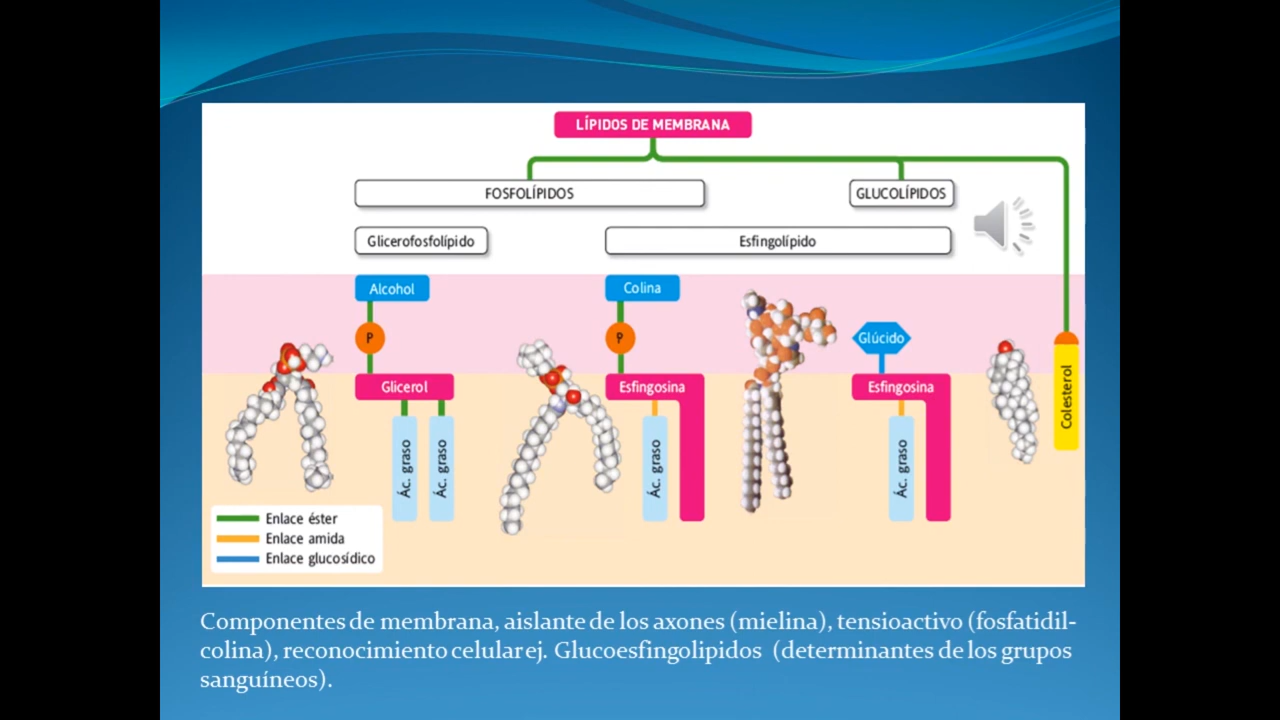 LÍPIDOS DE MEMBRANA
FOSFOLÍPIDOS
GLUCOLÍPIDOS
Glicerofosfolípido
Esfingolípido
Alcohol
Colina
P
P
Glúcido
Glicerol
Esfingosina
Esfingosina
Colesterol
Ác. graso
Ác. graso
Ác. graso
Ác. graso
Enlace éster
Enlace amida
Enlace glucosídico
Componentes de membrana, aislante de los axones (mielina), tensioactivo (fosfatidil-
colina), reconocimiento celular ej. Glucoesfingolipidos (determinantes de los grupos
sanguíneos).